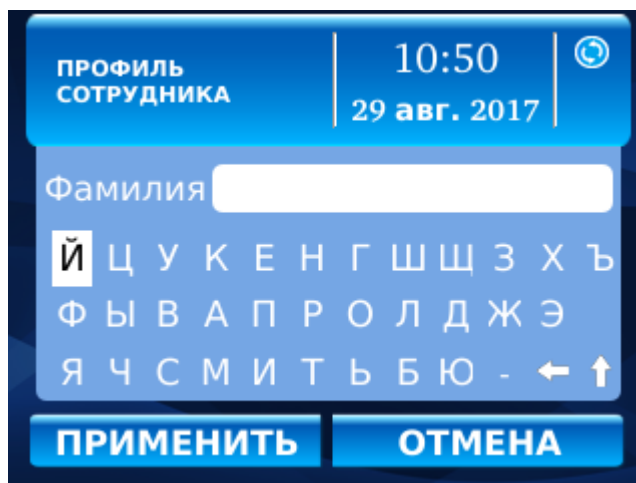 ПРОФИЛЬ
СОТРУДНИКА
10:50
29 авг. 2017
Фамилия
Й Ц У К Е Н Г Ш Щ З Х Ъ
Ф Ы В А П Р О Л Д Ж Э
Я Ч С М И Т Ь Б Ю -
ПРИМЕНИТЬ ОТМЕНА